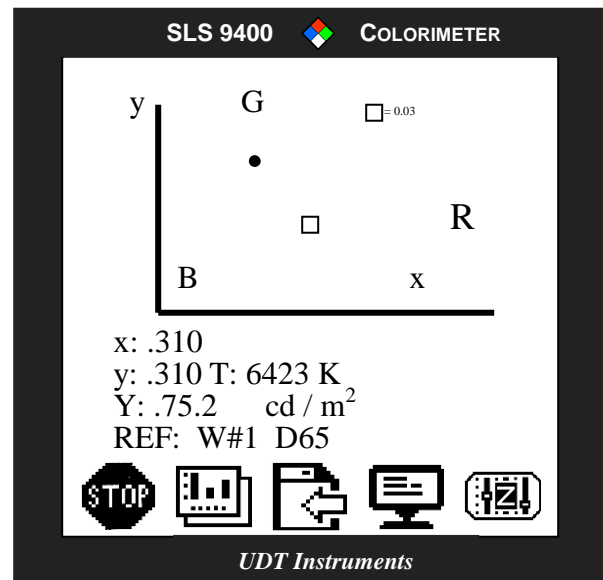 SLS 9400 COLORIMETER
y G = 0.03
R
B x
x: .310
y: .310 T: 6423 K
Y: .75.2 cd / m²
REF: W#1 D65
STOP Z
UDT Instruments